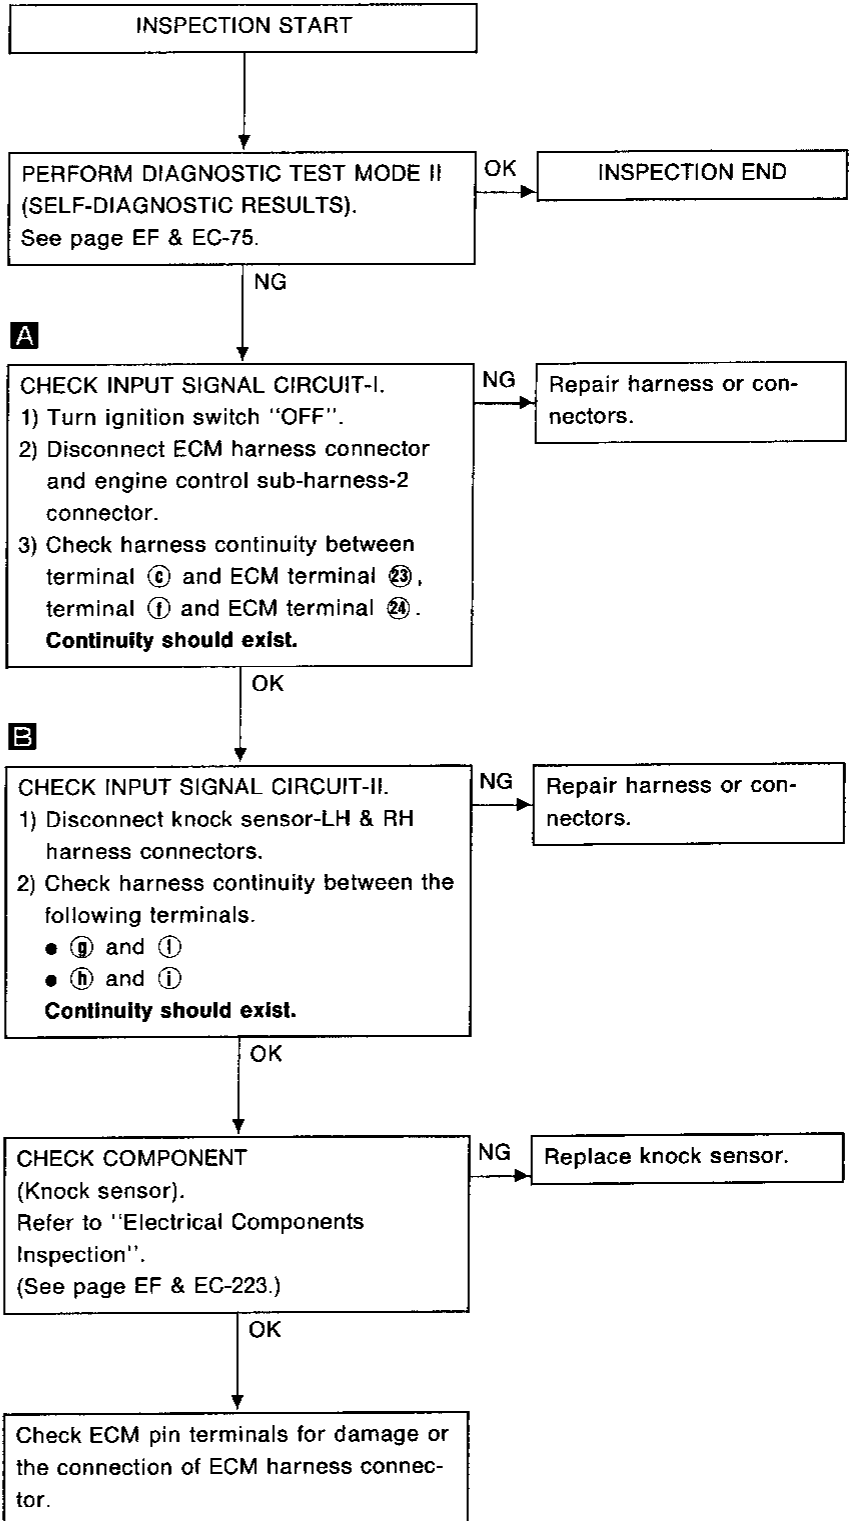 INSPECTION START
PERFORM DIAGNOSTIC TEST MODE II
(SELF-DIAGNOSTIC RESULTS).
See page EF & EC-75.
OK
INSPECTION END
NG
A
CHECK INPUT SIGNAL CIRCUIT-I.
1) Turn ignition switch "OFF".
2) Disconnect ECM harness connector
and engine control sub-harness-2
connector.
3) Check harness continuity between
terminal ⓒ and ECM terminal ㉓,
terminal ⓕ and ECM terminal ㉔.
Continuity should exist.
NG
Repair harness or con-
nectors.
OK
B
CHECK INPUT SIGNAL CIRCUIT-II.
1) Disconnect knock sensor-LH & RH
harness connectors.
2) Check harness continuity between the
following terminals.
● ⓖ and ⓛ
● ⓗ and ⓘ
Continuity should exist.
NG
Repair harness or con-
nectors.
OK
CHECK COMPONENT
(Knock sensor).
Refer to "Electrical Components
Inspection".
(See page EF & EC-223.)
NG
Replace knock sensor.
OK
Check ECM pin terminals for damage or
the connection of ECM harness connec-
tor.